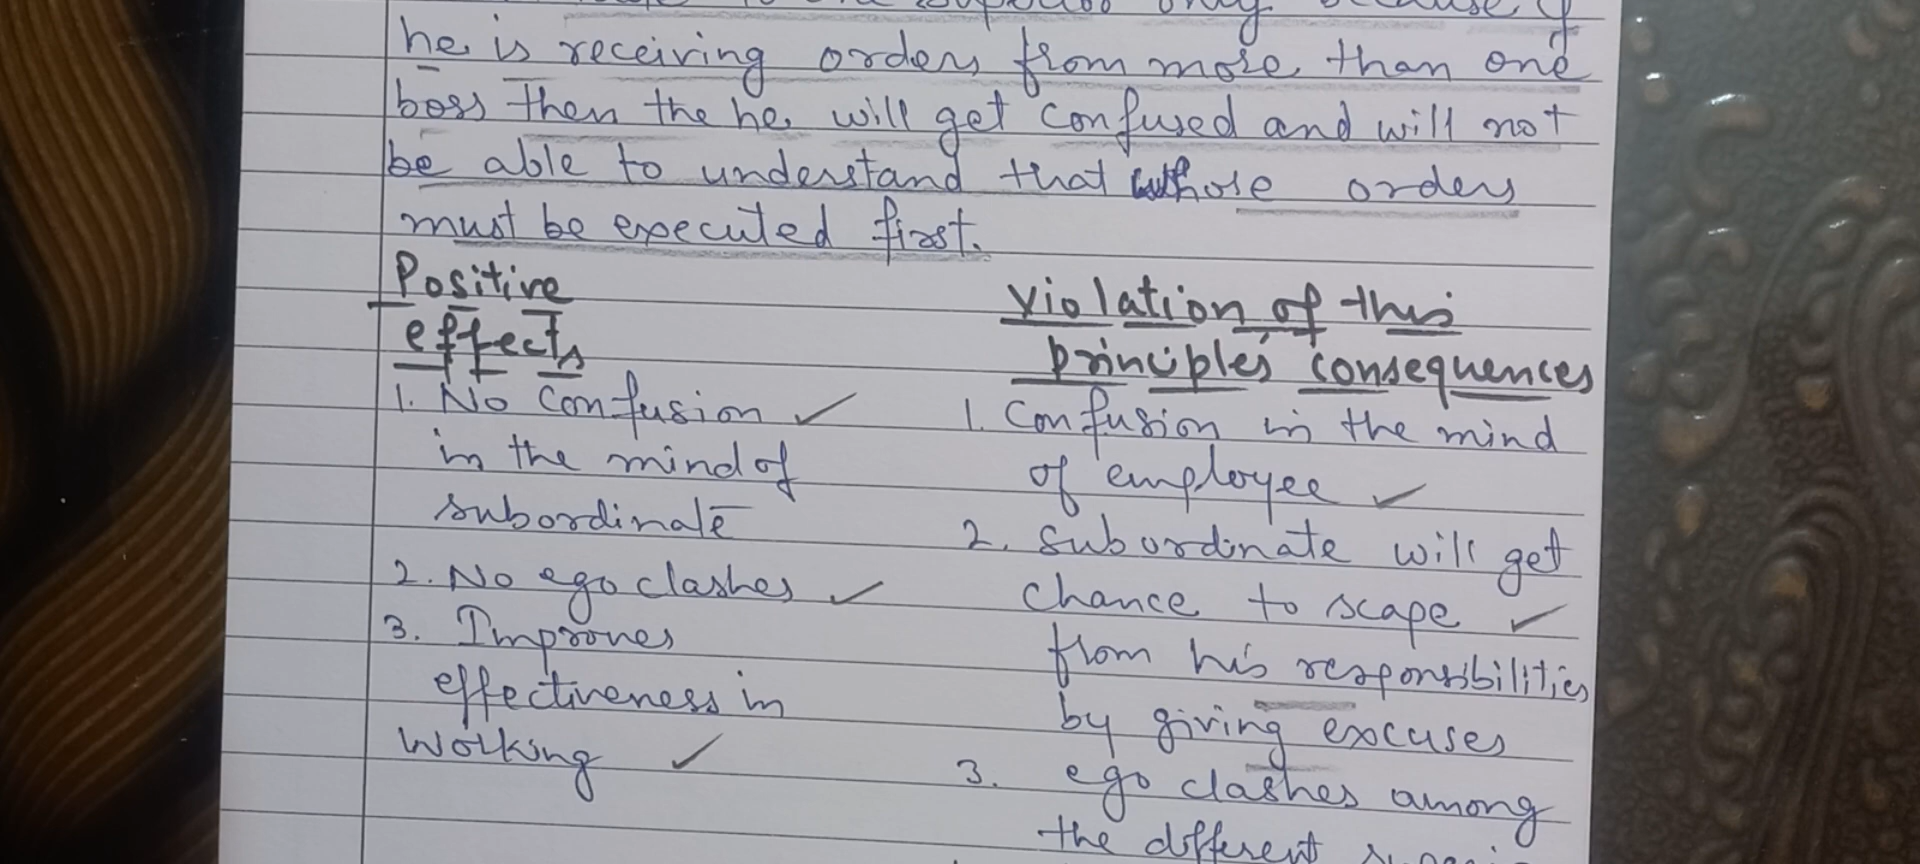 only because if
he is receiving orders from more than one
boss then the he will get confused and will not
be able to understand that whose orders
must be executed first.
Positive
effects
1. No confusion ✓
in the mind of
subordinate
2. No ego clashes ✓
3. Improves
effectiveness in
working ✓
Violation of this
principles consequences
1. Confusion in the mind
of employee ✓
2. Subordinate will get
chance to scape ✓
from his responsibilities
by giving excuses
3. ego clashes among
the different